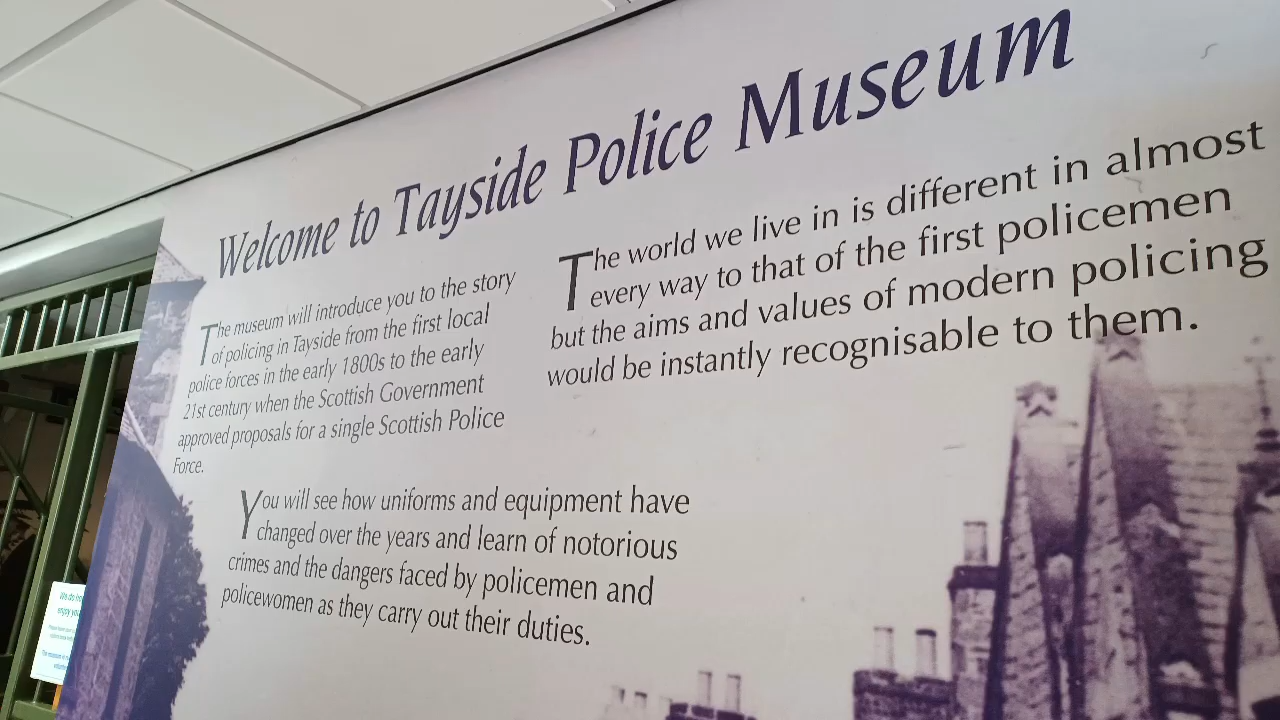 Welcome to Tayside Police Museum
The museum will introduce you to the story
of policing in Tayside from the first local
police forces in the early 1800s to the early
21st century when the Scottish Government
approved proposals for a single Scottish Police
Force.
You will see how uniforms and equipment have
changed over the years and learn of notorious
crimes and the dangers faced by policemen and
policewomen as they carry out their duties.
The world we live in is different in almost
every way to that of the first policemen
but the aims and values of modern policing
would be instantly recognisable to them.
We do
enjoy